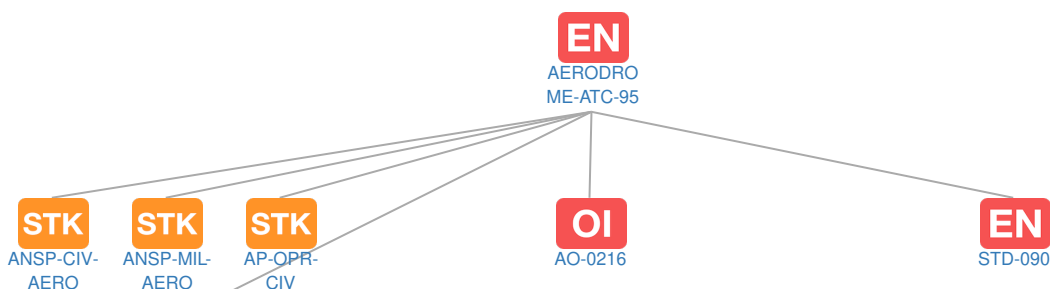 EN
AERODRO
ME-ATC-95
STK
STK
STK
OI
EN
ANSP-CIV-
AERO
ANSP-MIL-
AERO
AP-OPR-
CIV
AO-0216
STD-090